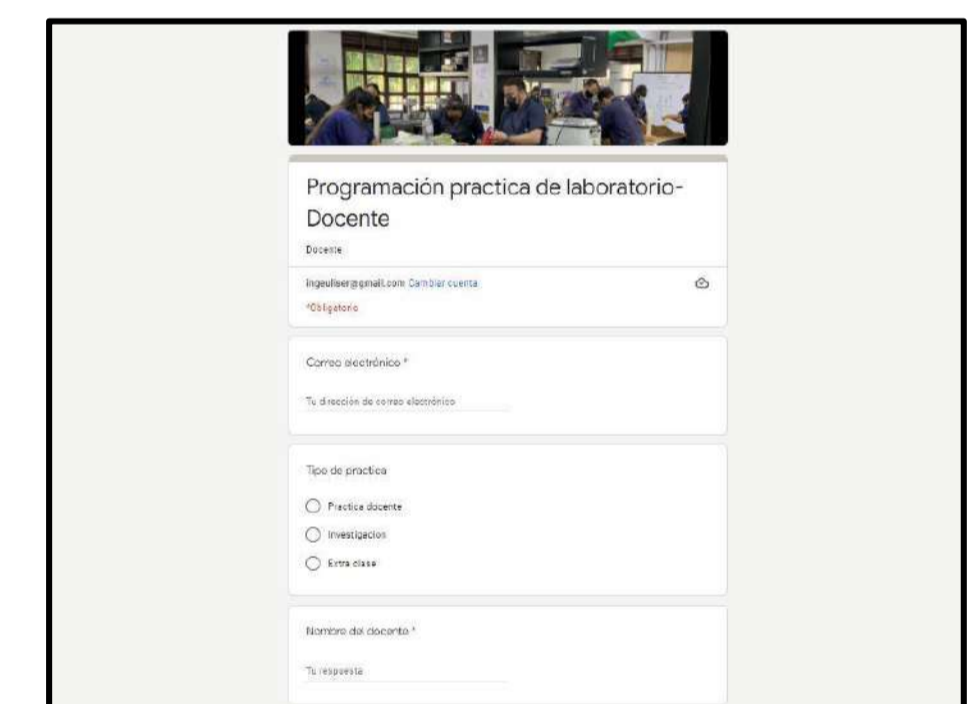 Programación practica de laboratorio-
Docente
Docente
ingeuliser@gmail.com Cambiar cuenta
*Obligatorio
Correo electrónico *
Tu dirección de correo electrónico
Tipo de practica
Practica docente
Investigacion
Extra clase
Nombre del docente *
Tu respuesta